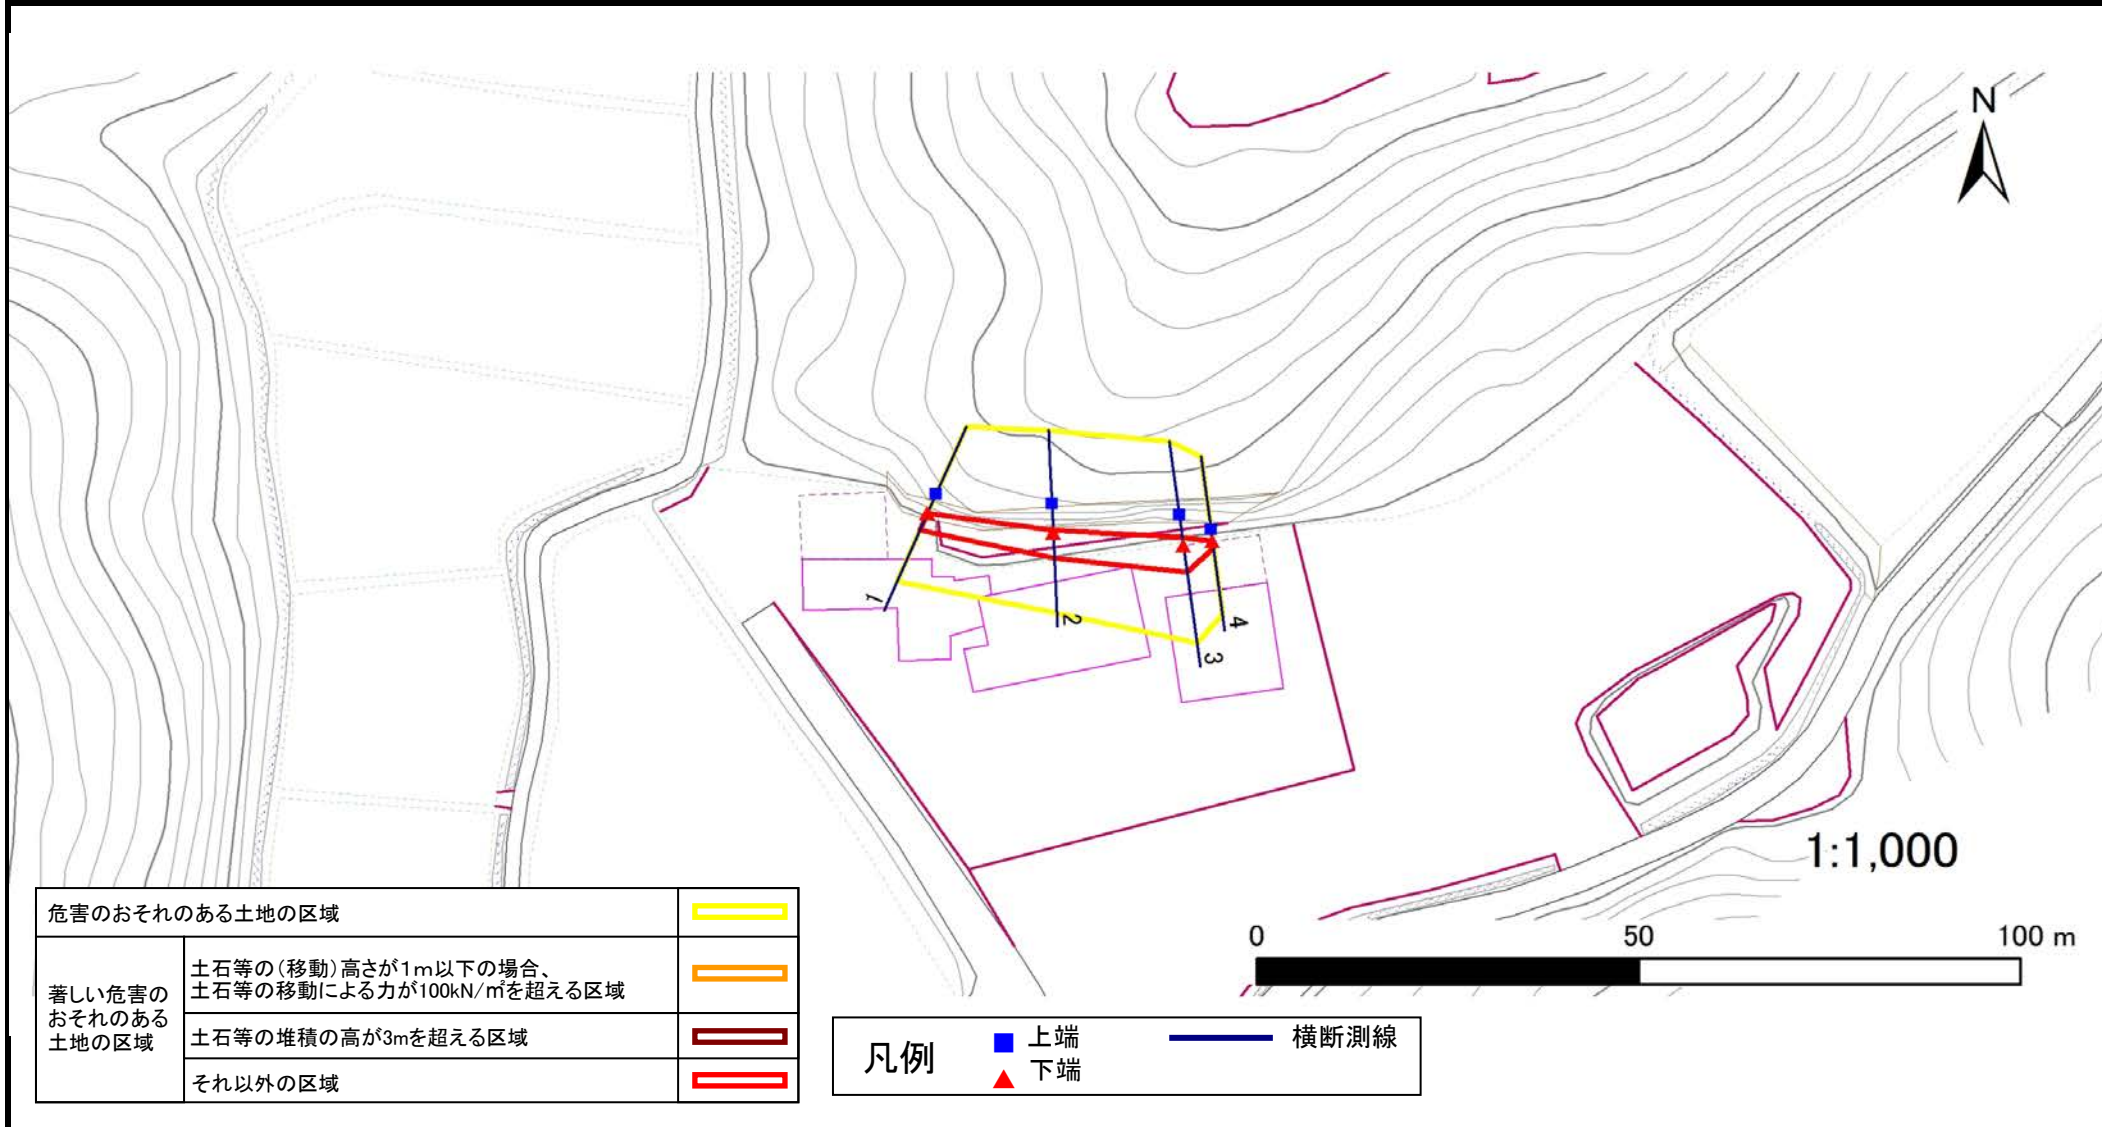 N
1
2
3
4
1:1,000
0 50 100 m
危害のおそれのある土地の区域
著しい危害の
おそれのある
土地の区域
土石等の(移動)高さが1m以下の場合、
土石等の移動による力が100kN/㎡を超える区域
土石等の堆積の高が3mを超える区域
それ以外の区域
凡例
上端
下端
横断測線